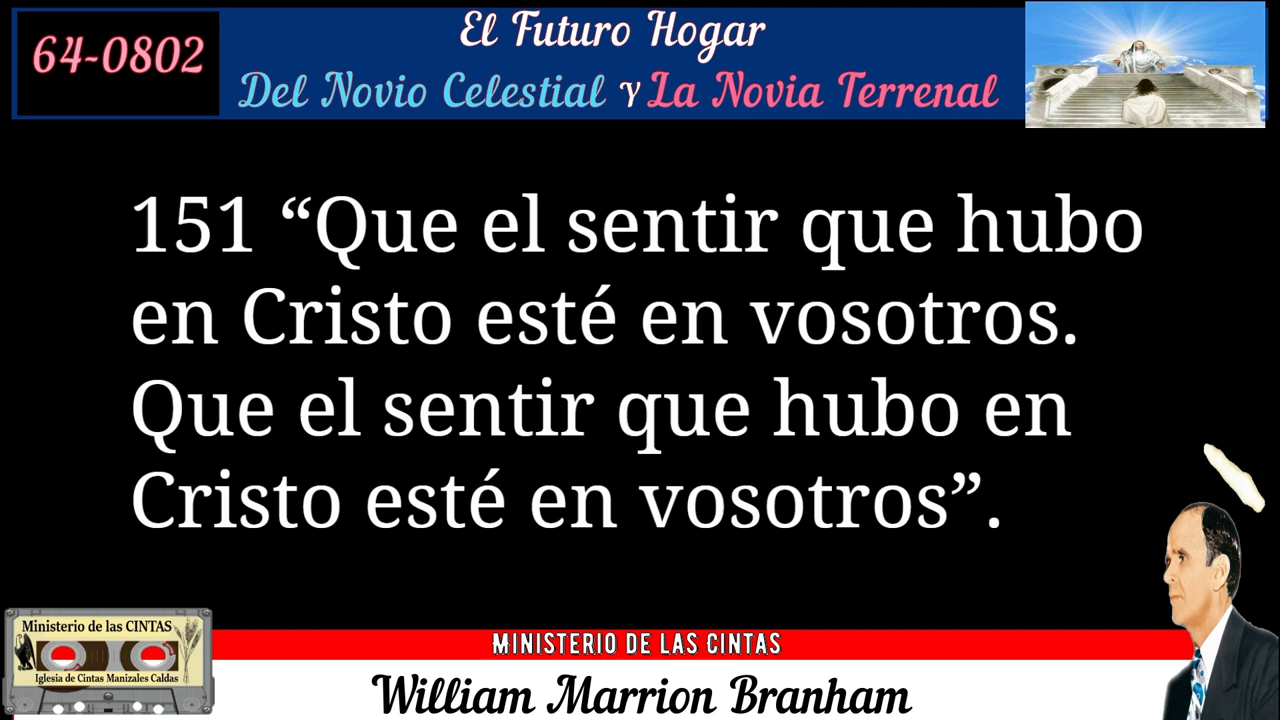 64-0802
El Futuro Hogar
Del Novio Celestial Y La Novia Terrenal
151 “Que el sentir que hubo
en Cristo esté en vosotros.
Que el sentir que hubo en
Cristo esté en vosotros”.
Ministerio de las CINTAS
Iglesia de Cintas Manizales Caldas
MINISTERIO DE LAS CINTAS
William Marrion Branham